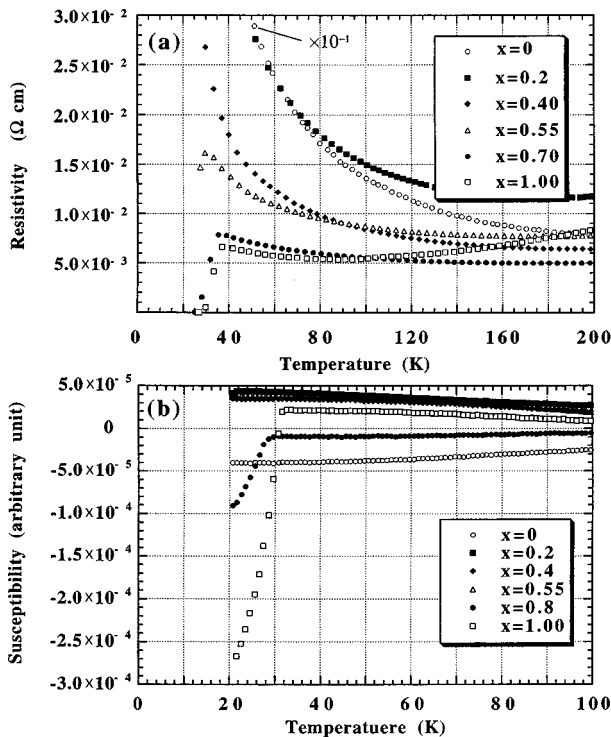 (a)
×10⁻¹
x=0
x=0.2
x=0.40
x=0.55
x=0.70
x=1.00
3.0×10⁻²
2.5×10⁻²
2.0×10⁻²
1.5×10⁻²
1.0×10⁻²
5.0×10⁻³
Resistivity (Ω cm)
0 40 80 120 160 200
Temperature (K)
(b)
5.0×10⁻⁵
0
-5.0×10⁻⁵
-1.0×10⁻⁴
-1.5×10⁻⁴
-2.0×10⁻⁴
-2.5×10⁻⁴
-3.0×10⁻⁴
Susceptibility (arbitrary unit)
x=0
x=0.2
x=0.4
x=0.55
x=0.8
x=1.00
0 20 40 60 80 100
Temperatuere (K)